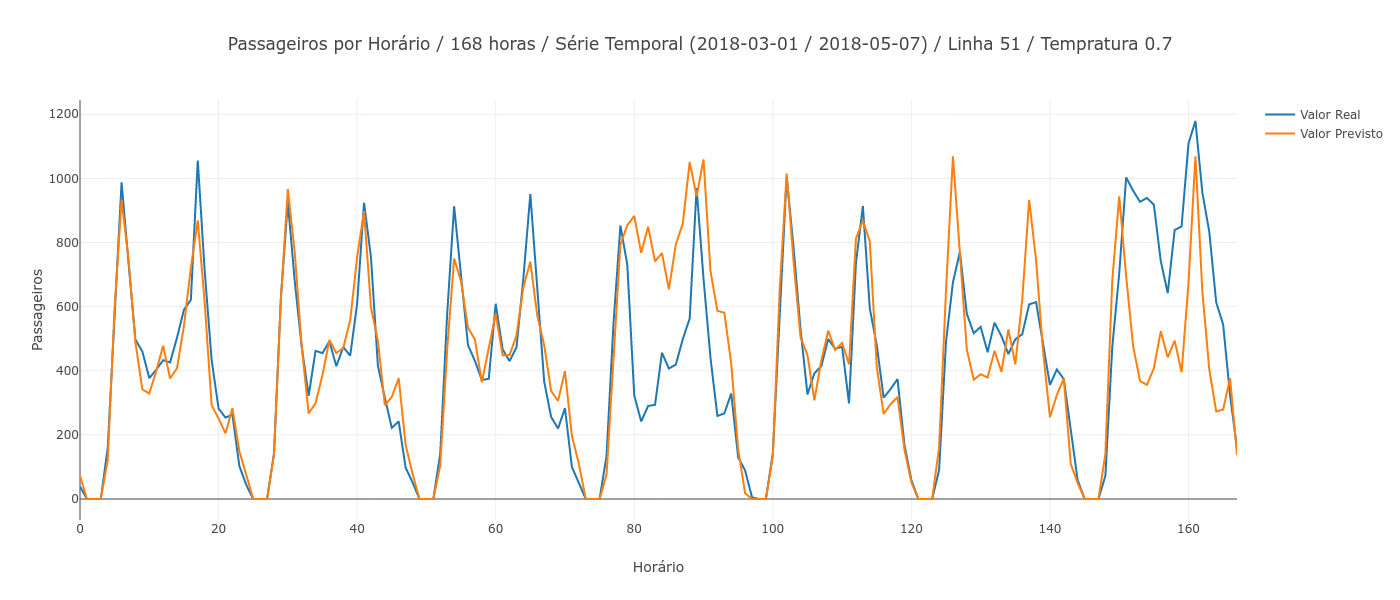 Passageiros por Horário / 168 horas / Série Temporal (2018-03-01 / 2018-05-07) / Linha 51 / Tempratura 0.7
Valor Real
Valor Previsto
Passageiros
1200
1000
800
600
400
200
0
0 20 40 60 80 100 120 140 160
Horário